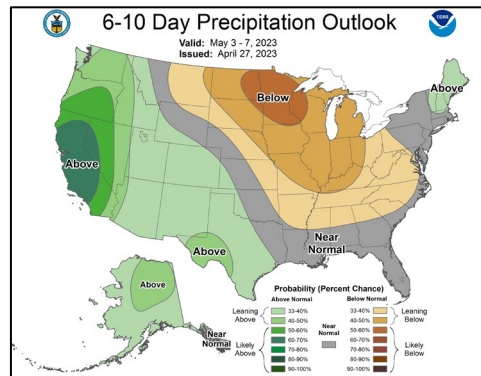 6-10 Day Precipitation Outlook
Valid: May 3 - 7, 2023
Issued: April 27, 2023
noaa
Below
Above
Above
Above
Near
Normal
Above
Near
Normal
Probability (Percent Chance)
Above Normal
Below Normal
Leaning
Above
Likely
Above
33-40%
40-50%
50-60%
60-70%
70-80%
80-90%
90-100%
Near
Normal
33-40%
40-50%
50-60%
60-70%
70-80%
80-90%
90-100%
Leaning
Below
Likely
Below